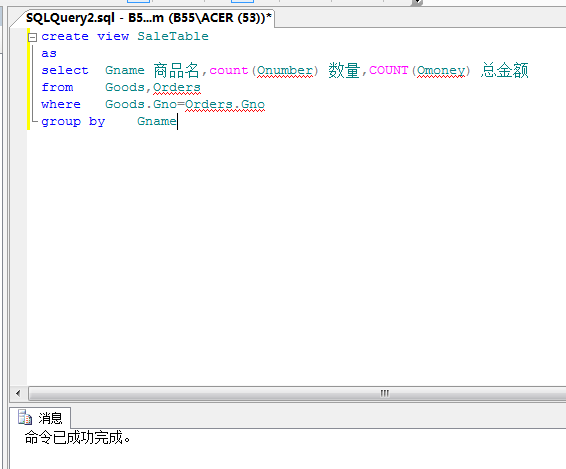 SQLQuery2.sql - B5...m (B55\ACER (53))*
create view SaleTable
as
select Gname 商品名,count(Onumber) 数量,COUNT(Omoney) 总金额
from Goods,Orders
where Goods.Gno=Orders.Gno
group by Gname
消息
命令已成功完成。